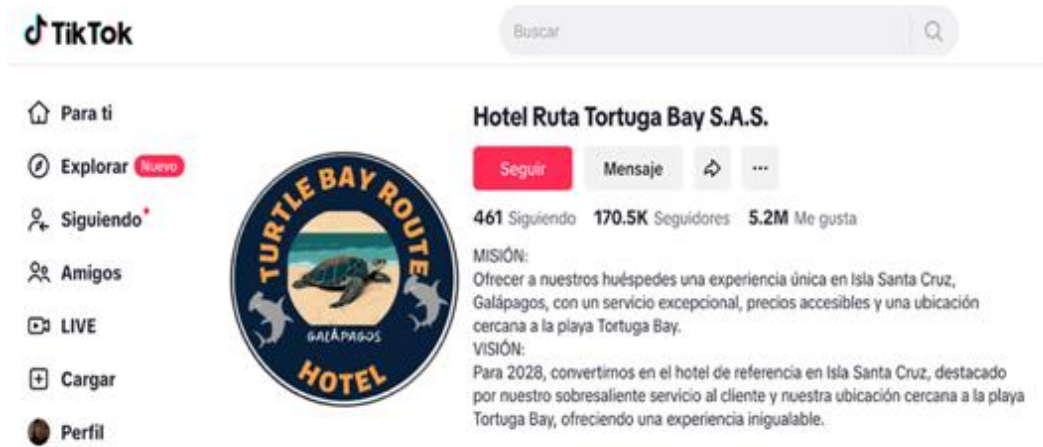 TikTok
Buscar
Para ti
Explorar Nuevo
Siguiendo
Amigos
LIVE
Cargar
Perfil
TURTLE BAY ROUTE
GALÁPAGOS
HOTEL
Hotel Ruta Tortuga Bay S.A.S.
Seguir Mensaje ...
461 Siguiendo 170.5K Seguidores 5.2M Me gusta
MISIÓN:
Ofrecer a nuestros huéspedes una experiencia única en Isla Santa Cruz,
Galápagos, con un servicio excepcional, precios accesibles y una ubicación
cercana a la playa Tortuga Bay.
VISIÓN:
Para 2028, convertirnos en el hotel de referencia en Isla Santa Cruz, destacado
por nuestro sobresaliente servicio al cliente y nuestra ubicación cercana a la playa
Tortuga Bay, ofreciendo una experiencia inigualable.